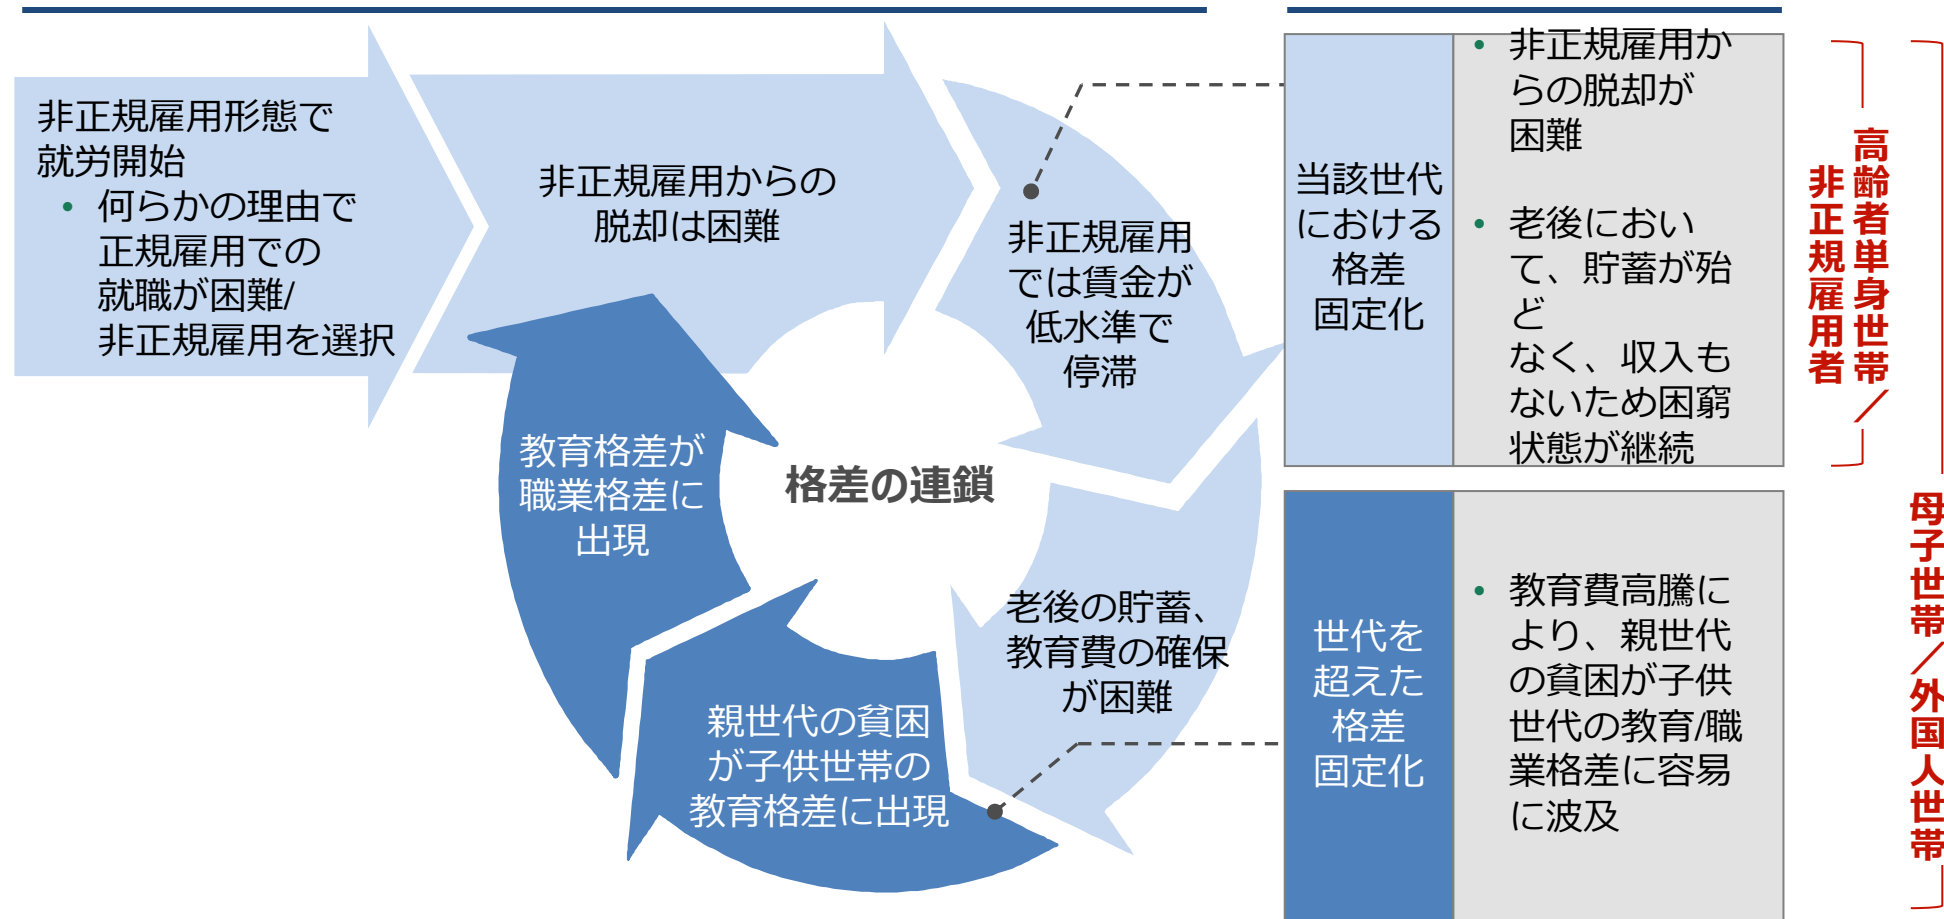 非正規雇用形態で
就労開始
• 何らかの理由で
正規雇用での
就職が困難/
非正規雇用を選択
非正規雇用からの
脱却は困難
非正規雇用
では賃金が
低水準で
停滞
老後の貯蓄、
教育費の確保
が困難
親世代の貧困
が子供世帯の
教育格差に出現
教育格差が
職業格差に
出現
格差の連鎖
当該世代
における
格差
固定化
• 非正規雇用か
らの脱却が
困難
• 老後におい
て、貯蓄が殆
ど
なく、収入も
ないため困窮
状態が継続
世代を
超えた
格差
固定化
• 教育費高騰に
より、親世代
の貧困が子供
世代の教育/職
業格差に容易
に波及
高齢者単身世帯／
非正規雇用者
母子世帯／外国人世帯